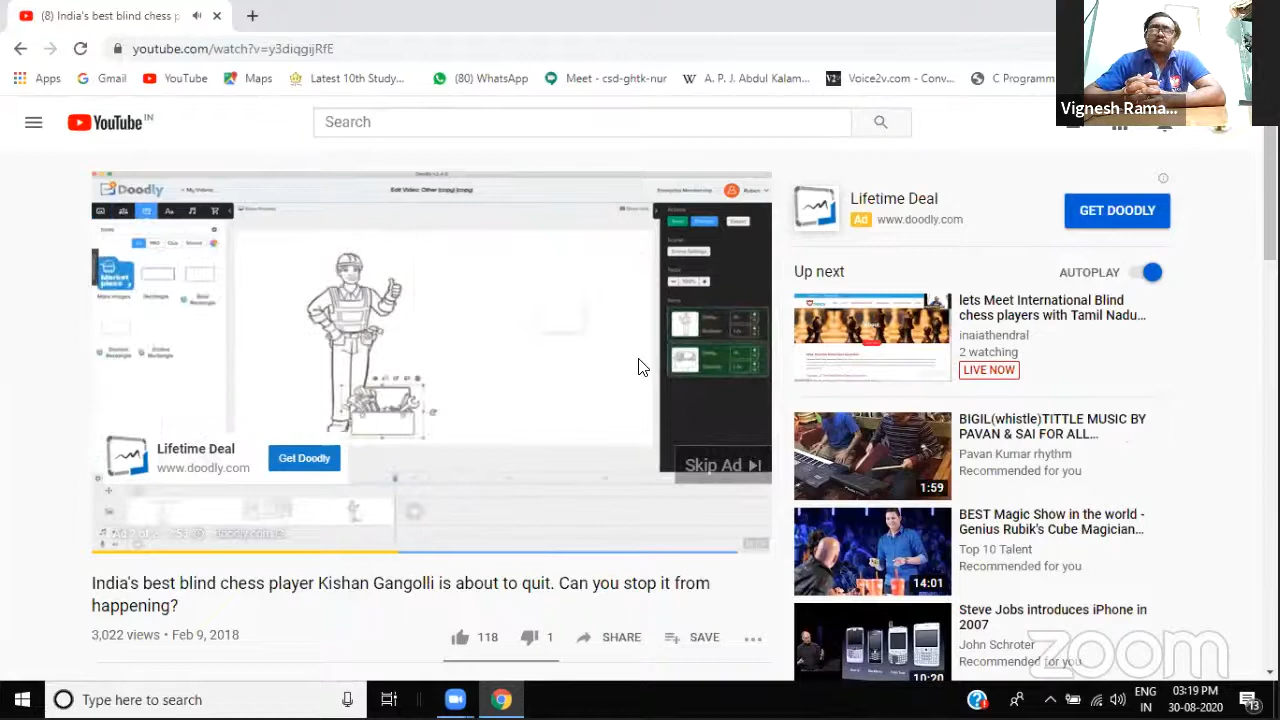 (8) India's best blind chess p
youtube.com/watch?v=y3diqgijRfE
Apps
Gmail
YouTube
Maps
Latest 10th Study...
(80) WhatsApp
Meet - csd-ghtk-nur
A. P. J. Abdul Kalam...
Voice2v.com - Conv...
C Programm
Vignesh Rama...
YouTube IN
Search
Doodly
Edit Video: Other (copy) (copy)
Lifetime Deal
www.doodly.com
Get Doodly
Skip Ad
India's best blind chess player Kishan Gangolli is about to quit. Can you stop it from
happening?
3,022 views • Feb 9, 2018
118
1
SHARE
SAVE
Lifetime Deal
Ad www.doodly.com
GET DOODLY
Up next
AUTOPLAY
lets Meet International Blind
chess players with Tamil Nadu...
inaiathendral
2 watching
LIVE NOW
BIGIL(whistle)TITTLE MUSIC BY
PAVAN & SAI FOR ALL...
Pavan Kumar rhythm
Recommended for you
1:59
BEST Magic Show in the world -
Genius Rubik's Cube Magician...
Top 10 Talent
Recommended for you
14:01
Steve Jobs introduces iPhone in
2007
John Schroter
Recommended for you
10:20
zoom
Type here to search
ENG
IN
03:19 PM
30-08-2020
13